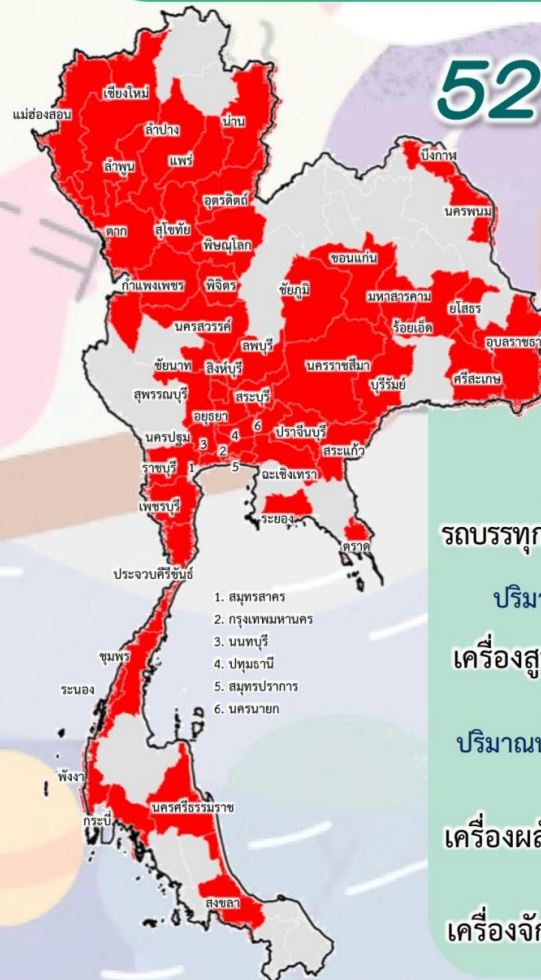 52
เชียงใหม่
แม่ฮ่องสอน
ลำปาง
น่าน
ลำพูน
แพร่
บึงกาฬ
อุตรดิตถ์
นครพนม
ตาก
สุโขทัย
พิษณุโลก
ขอนแก่น
กำแพงเพชร
พิจิตร
ชัยภูมิ
มหาสารคาม
ยโสธร
นครสวรรค์
ร้อยเอ็ด
ลพบุรี
อุบลราชธา
ชัยนาท
สิงห์บุรี
นครราชสีมา
บุรีรัมย์
ศรีสะเกษ
สุพรรณบุรี
สระบุรี
อยุธยา
6
นครปฐม
4
ปราจีนบุรี
3
2
สระแก้ว
ราชบุรี
1
5
ฉะเชิงเทรา
เพชรบุรี
ระยอง
ตราด
รถบรรทุก
ประจวบคีรีขันธ์
1. สมุทรสาคร
2. กรุงเทพมหานคร
3. นนทบุรี
4. ปทุมธานี
5. สมุทรปราการ
6. นครนายก
ปริมา
ชุมพร
เครื่องสู
ระนอง
ปริมาณ
พังงา
กระบี่
นครศรีธรรมราช
เครื่องผลั
สงขลา
เครื่องจัก